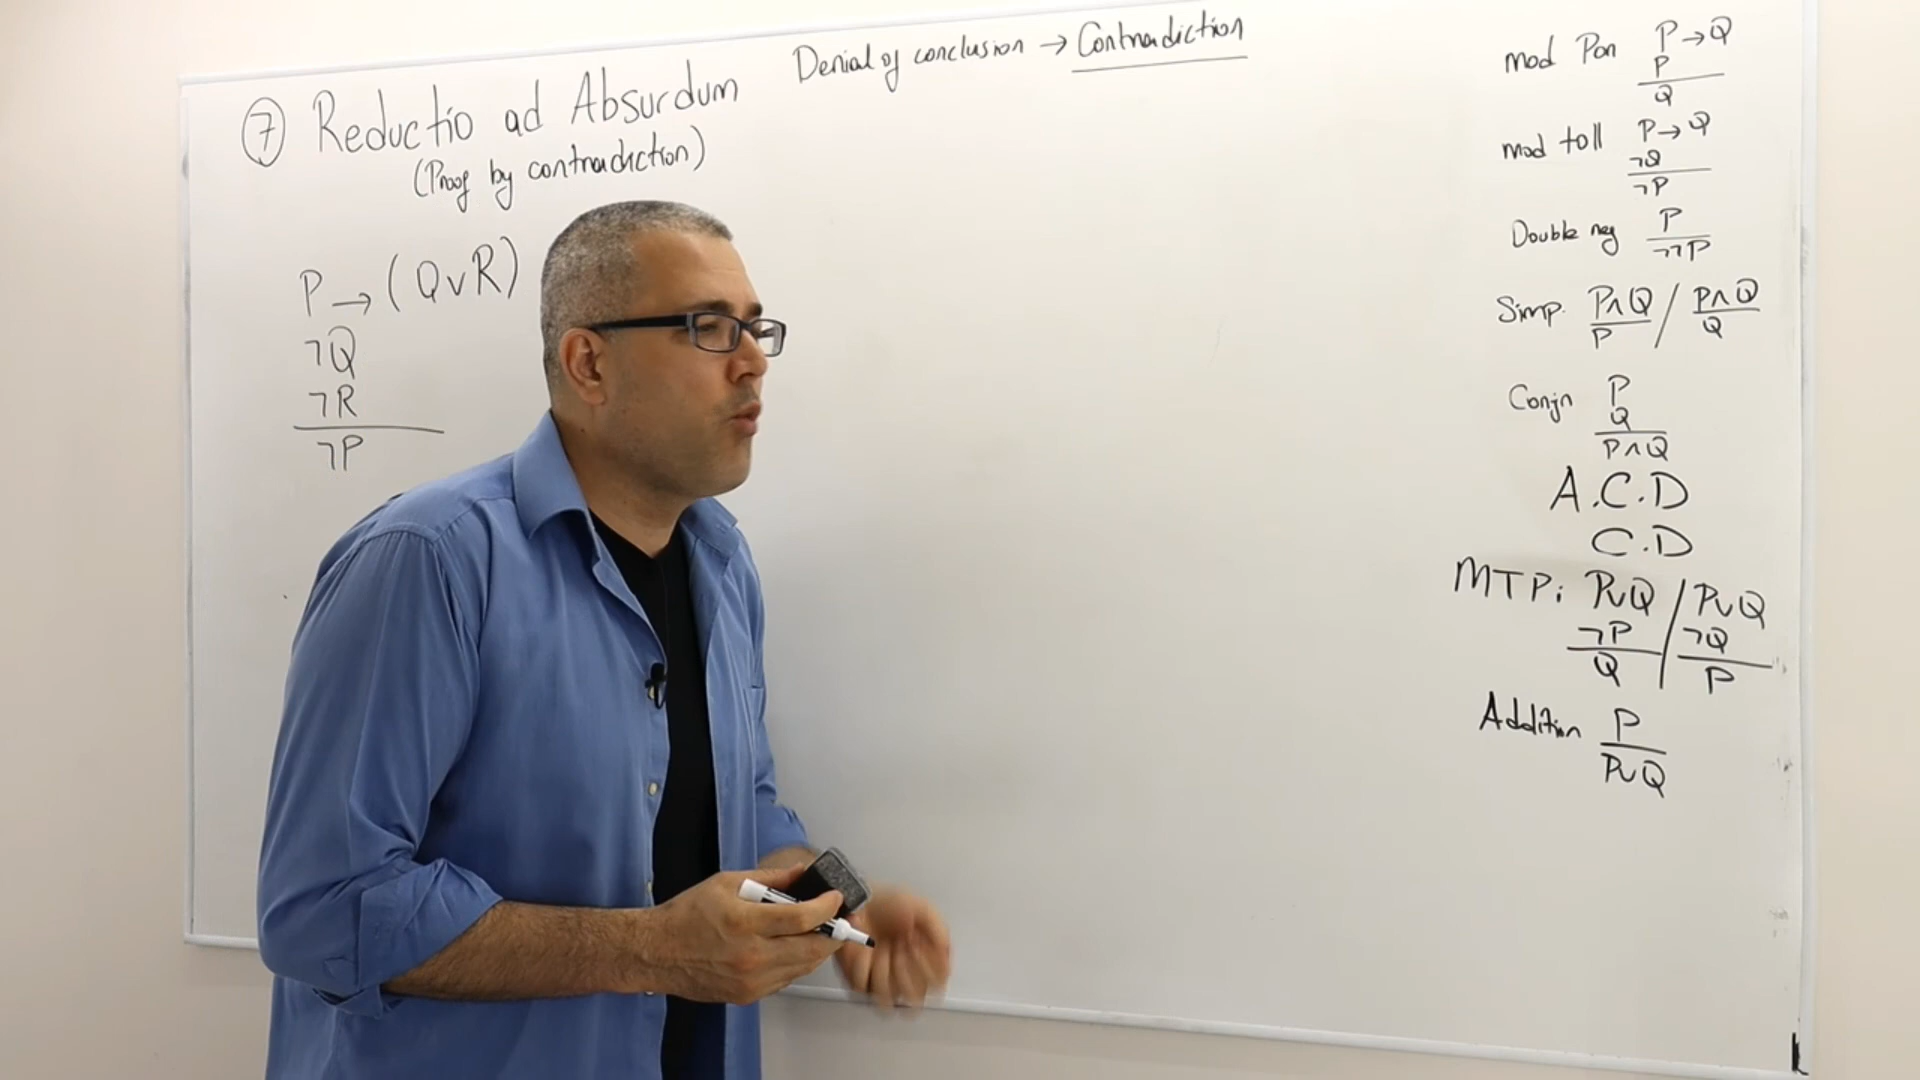 ⑦ Reductio ad Absurdum
(Proof by contradiction)
Denial of conclusion → Contradiction
P → (Q∨R)
¬Q
¬R
¬P
mod Pon P→Q
P
Q
mod toll P→Q
¬Q
¬P
Double neg P
¬¬P
Simp. P∧Q / P∧Q
P Q
Conjn P
Q
P∧Q
A.C.D
C.D
MTP: P∨Q / P∨Q
¬P ¬Q
Q P
Addition P
P∨Q